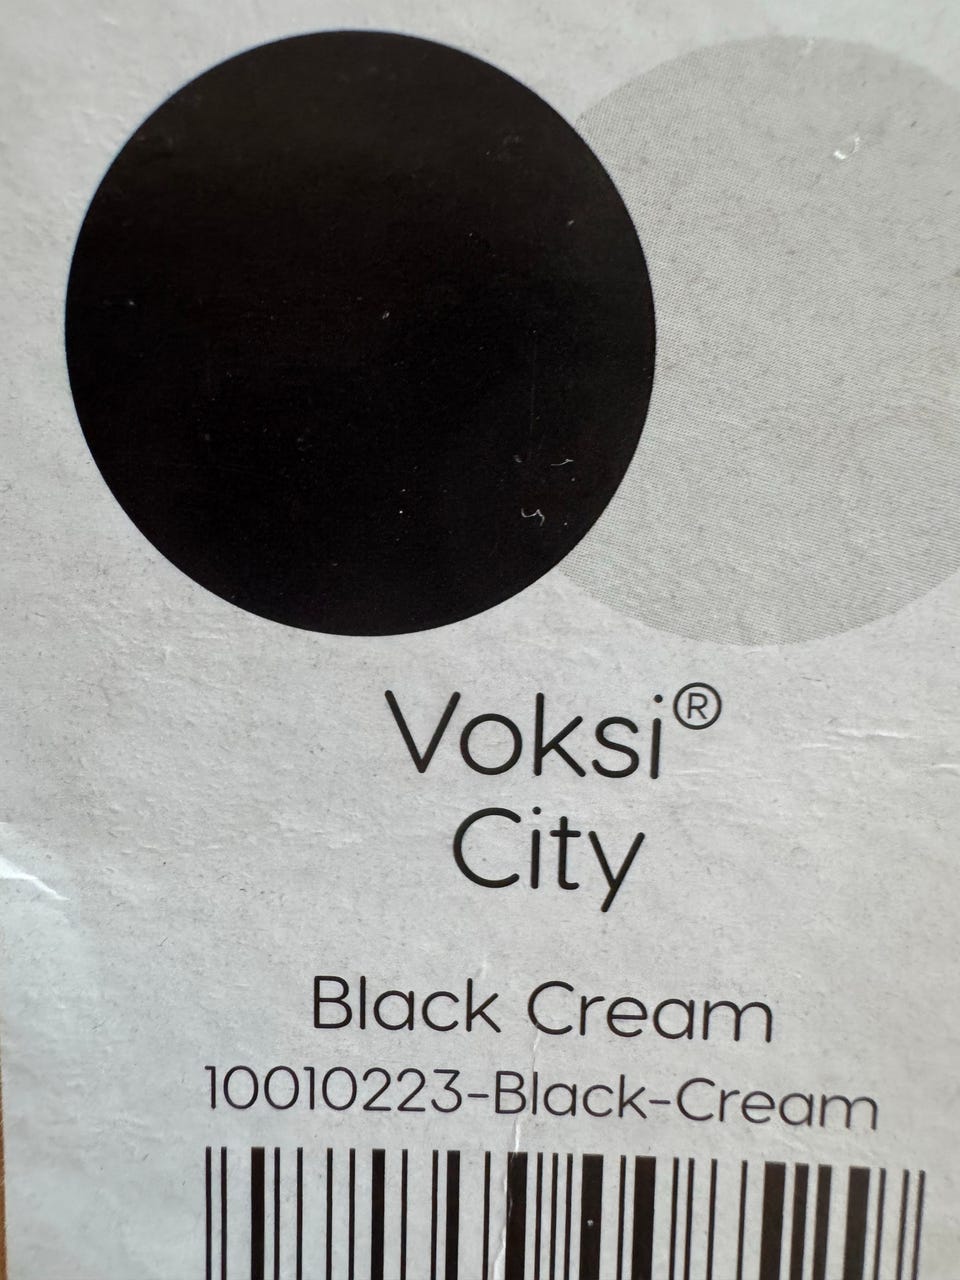 Voksi®
City
Black Cream
10010223-Black-Cream